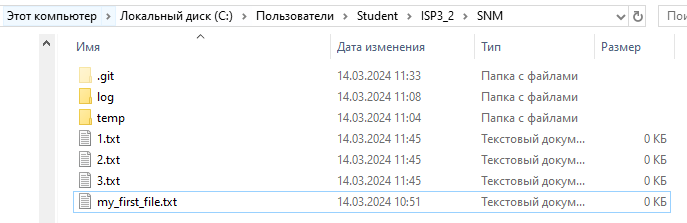 Этот компьютер > Локальный диск (C:) > Пользователи > Student > ISP3_2 > SNM
Имя Дата изменения Тип Размер
.git 14.03.2024 11:33 Папка с файлами
log 14.03.2024 11:08 Папка с файлами
temp 14.03.2024 11:04 Папка с файлами
1.txt 14.03.2024 11:45 Текстовый докум... 0 КБ
2.txt 14.03.2024 11:45 Текстовый докум... 0 КБ
3.txt 14.03.2024 11:45 Текстовый докум... 0 КБ
my_first_file.txt 14.03.2024 10:51 Текстовый докум... 0 КБ